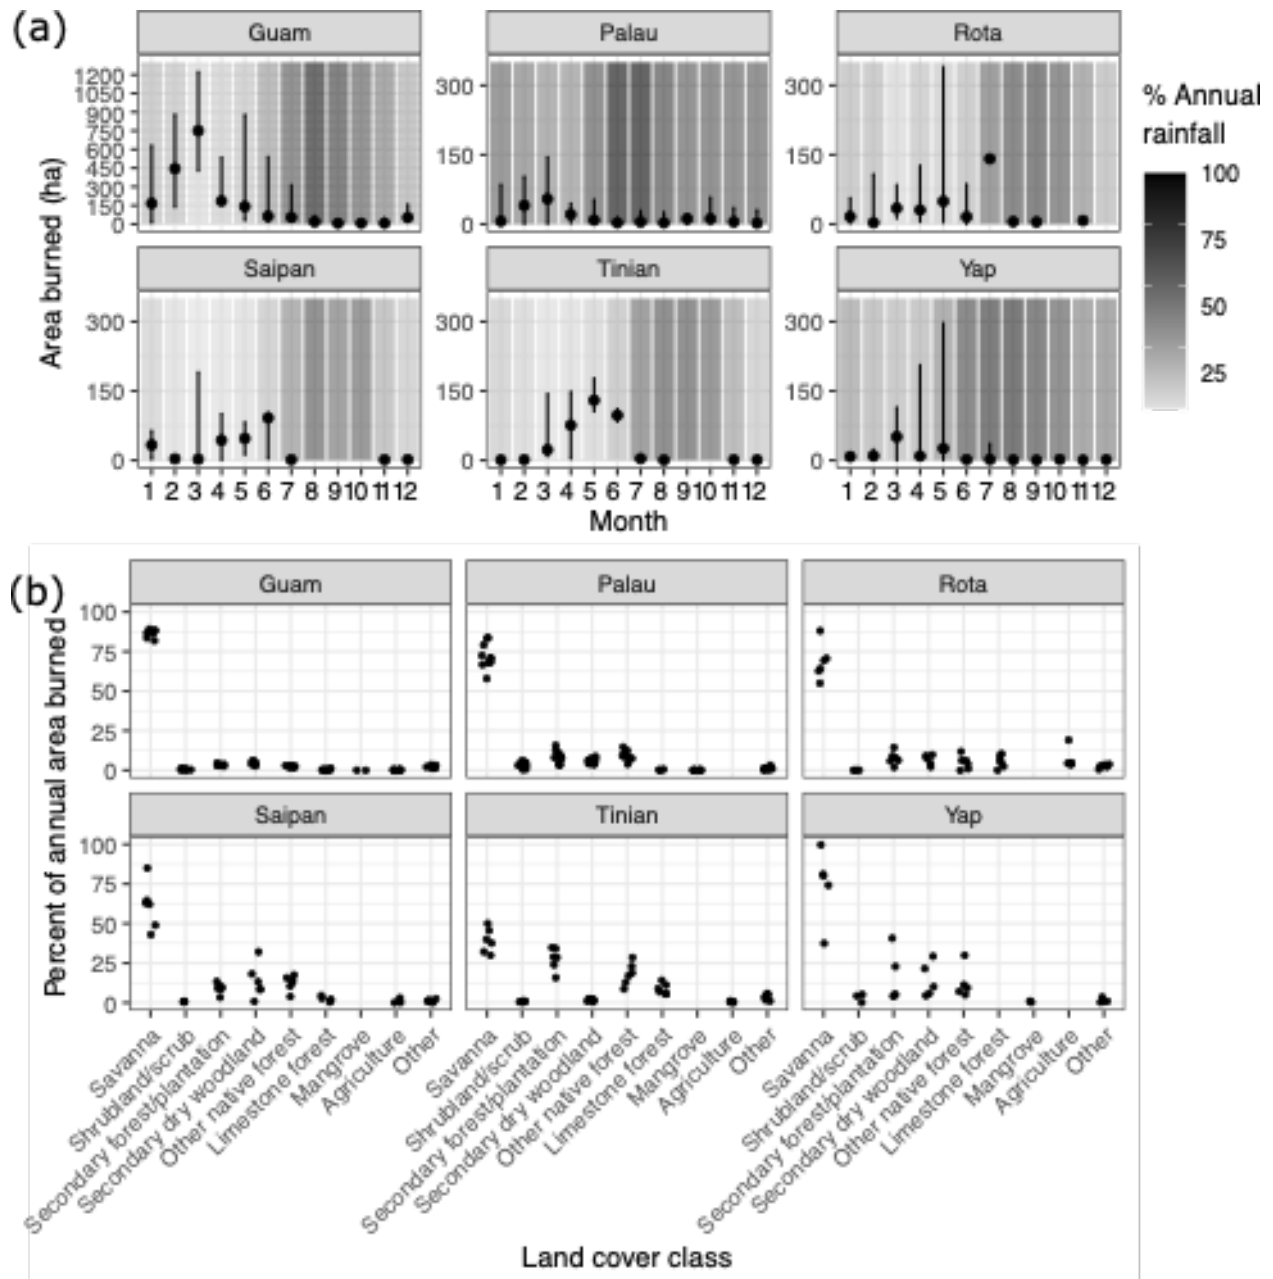 (a)
Guam Palau Rota
1200
1050
900
750
600
450
300
150
0
300
150
0
300
150
0
Area burned (ha)
% Annual
rainfall
100
75
50
25
Saipan Tinian Yap
300
150
0
300
150
0
300
150
0
1 2 3 4 5 6 7 8 9 10 11 12
1 2 3 4 5 6 7 8 9 10 11 12
1 2 3 4 5 6 7 8 9 10 11 12
Month
(b)
Guam Palau Rota
100
75
50
25
0
Percent of annual area burned
Saipan Tinian Yap
100
75
50
25
0
Savanna
Shrubland/scrub
Secondary forest/plantation
Secondary dry woodland
Other native forest
Limestone forest
Mangrove
Agriculture
Other
Savanna
Shrubland/scrub
Secondary forest/plantation
Secondary dry woodland
Other native forest
Limestone forest
Mangrove
Agriculture
Other
Savanna
Shrubland/scrub
Secondary forest/plantation
Secondary dry woodland
Other native forest
Limestone forest
Mangrove
Agriculture
Other
Land cover class